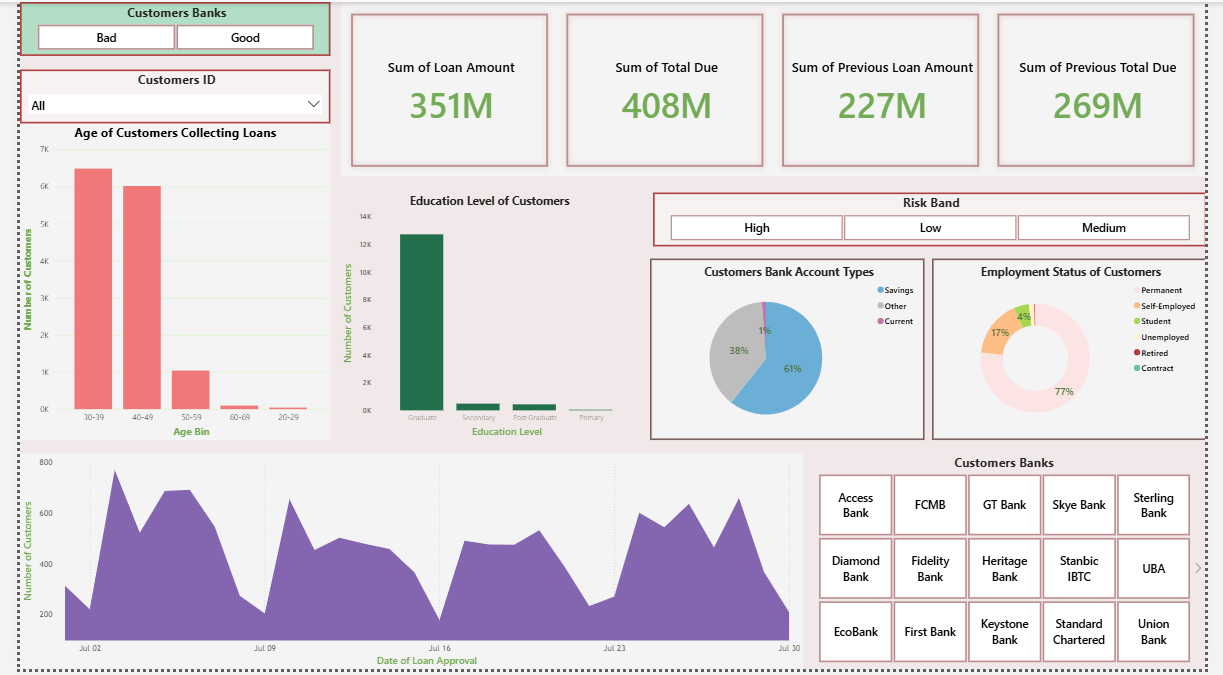 Customers Banks
Bad
Good
Customers ID
All
Sum of Loan Amount
351M
Sum of Total Due
408M
Sum of Previous Loan Amount
227M
Sum of Previous Total Due
269M
Age of Customers Collecting Loans
Number of Customers
7K
6K
5K
4K
3K
2K
1K
0K
30-39
40-49
50-59
60-69
20-29
Age Bin
Education Level of Customers
Number of Customers
14K
12K
10K
8K
6K
4K
2K
0K
Graduate
Secondary
Post-Graduate
Primary
Education Level
Risk Band
High
Low
Medium
Customers Bank Account Types
Savings
Other
Current
1%
38%
61%
Employment Status of Customers
Permanent
Self-Employed
Student
Unemployed
Retired
Contract
4%
17%
77%
Number of Customers
800
600
400
200
Jul 02
Jul 09
Jul 16
Jul 23
Jul 30
Date of Loan Approval
Customers Banks
Access
Bank
FCMB
GT Bank
Skye Bank
Sterling
Bank
Diamond
Bank
Fidelity
Bank
Heritage
Bank
Stanbic
IBTC
UBA
EcoBank
First Bank
Keystone
Bank
Standard
Chartered
Union
Bank